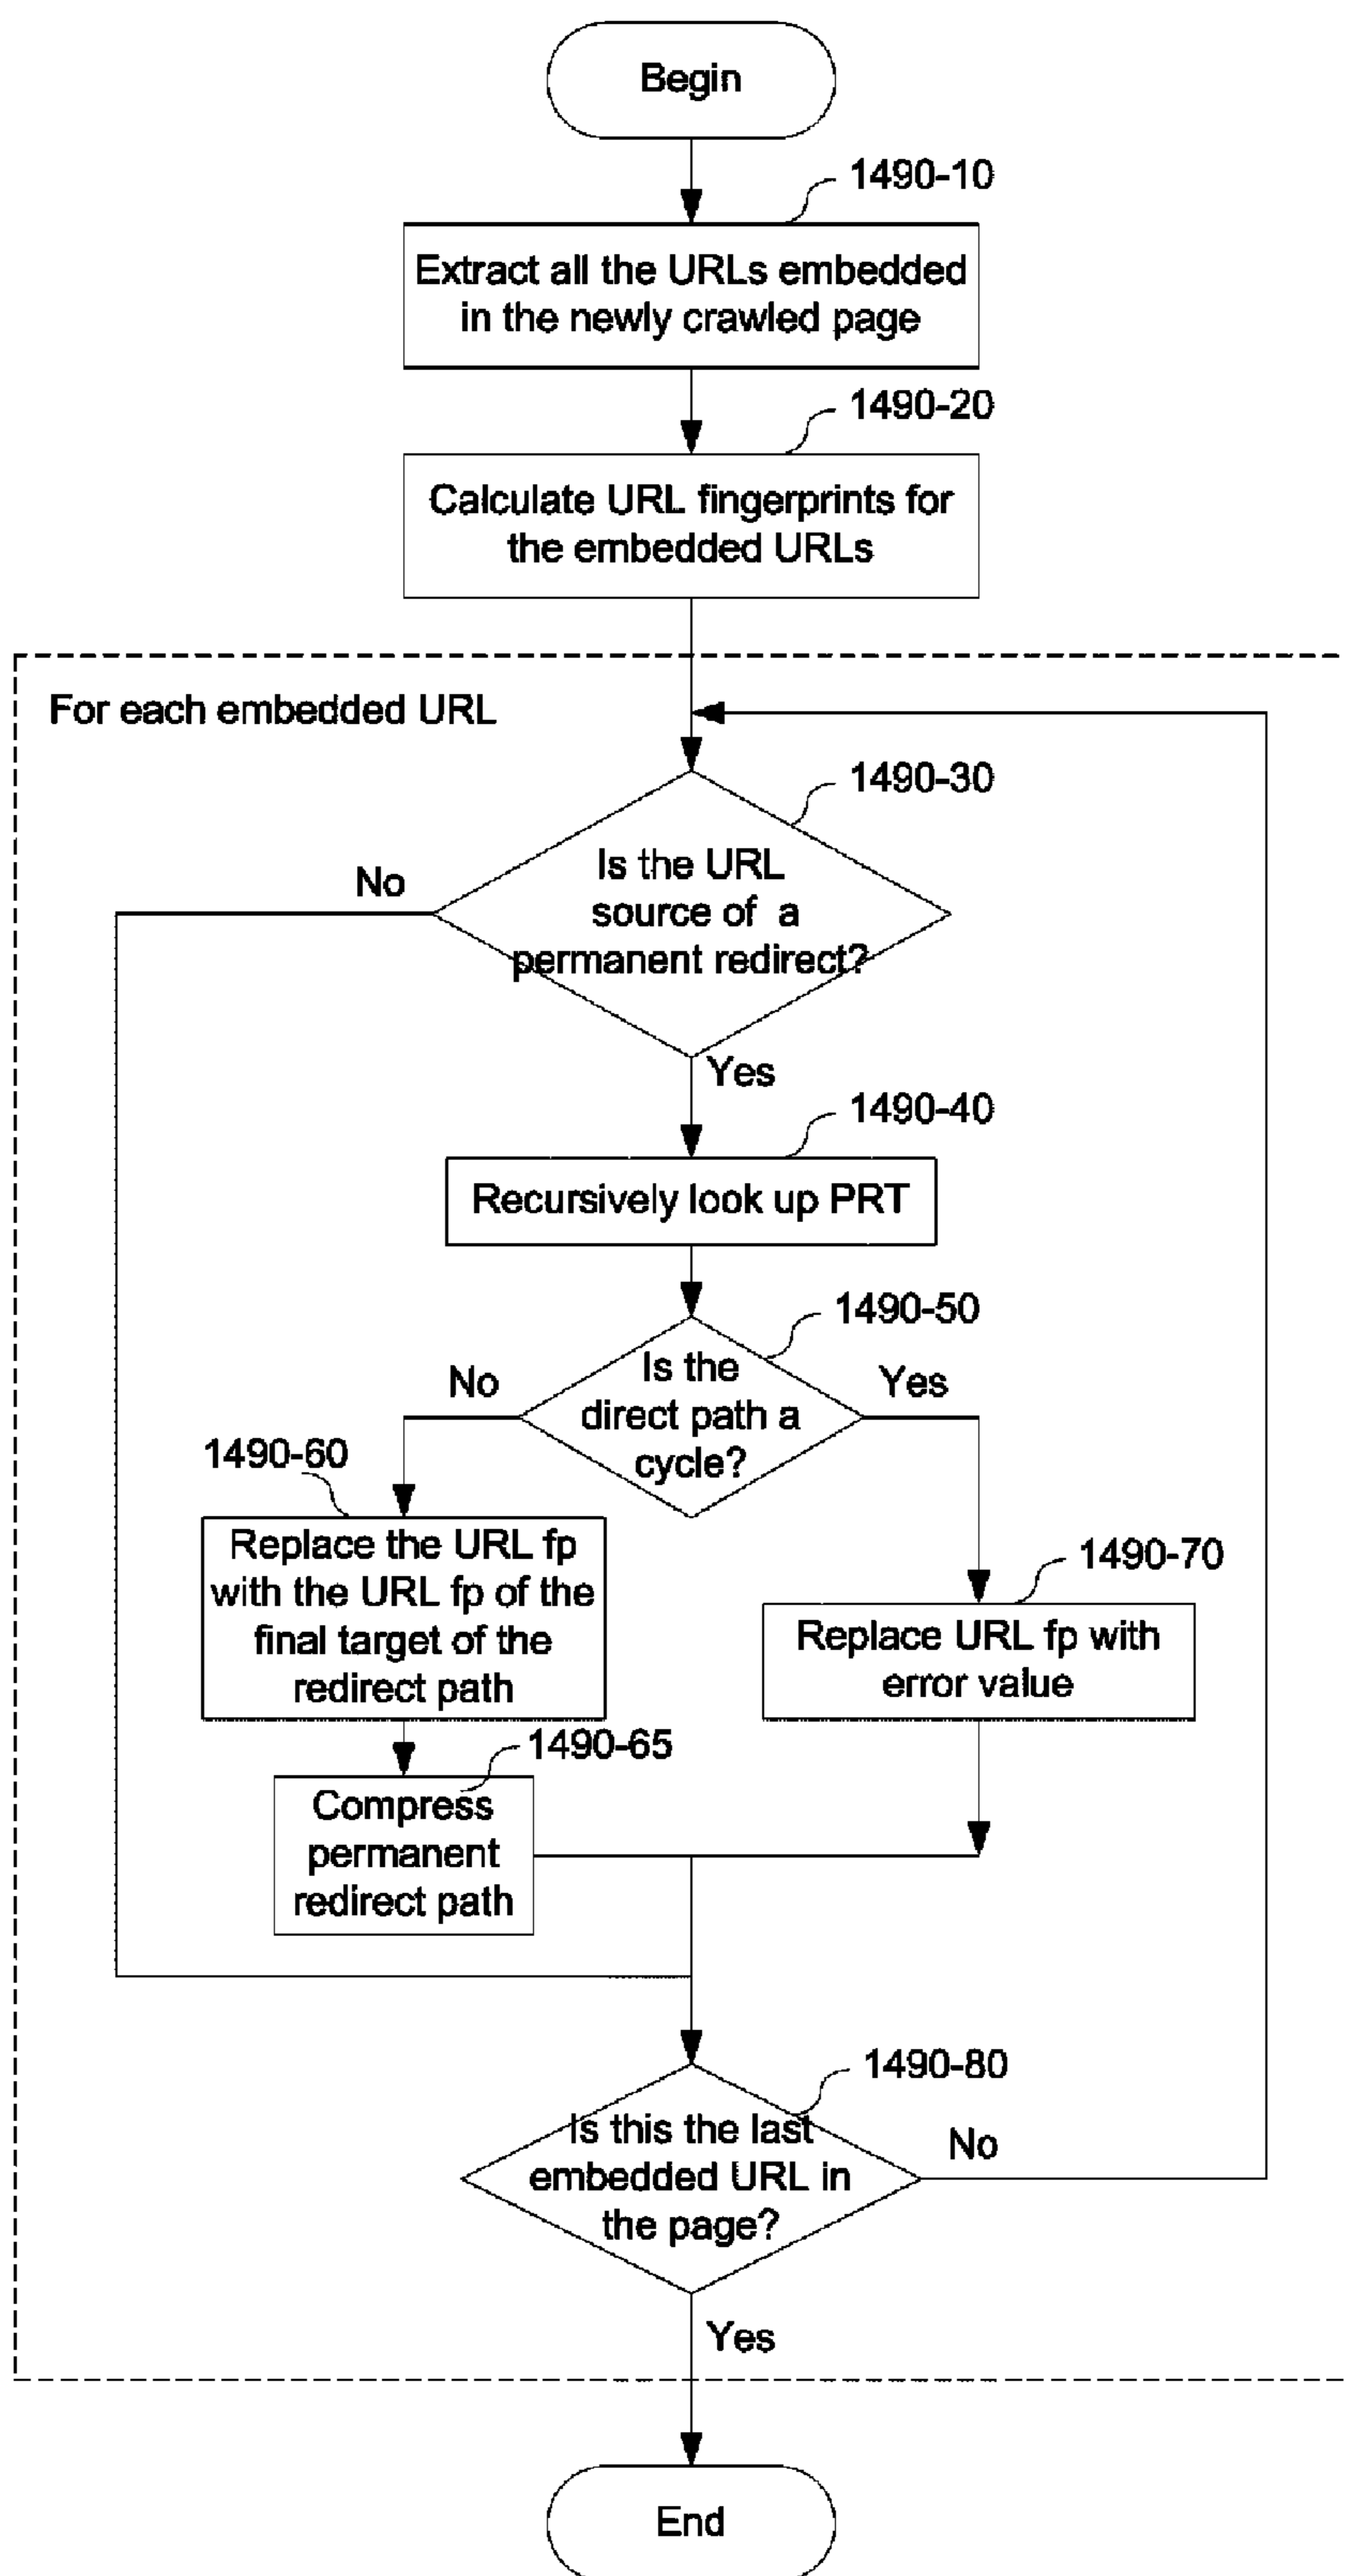 Begin
1490-10
Extract all the URLs embedded
in the newly crawled page
1490-20
Calculate URL fingerprints for
the embedded URLs
For each embedded URL
1490-30
Is the URL
source of a
permanent redirect?
No
Yes
1490-40
Recursively look up PRT
1490-50
Is the
direct path a
cycle?
No
Yes
1490-60
Replace the URL fp
with the URL fp of the
final target of the
redirect path
1490-70
Replace URL fp with
error value
1490-65
Compress
permanent
redirect path
1490-80
Is this the last
embedded URL in
the page?
No
Yes
End